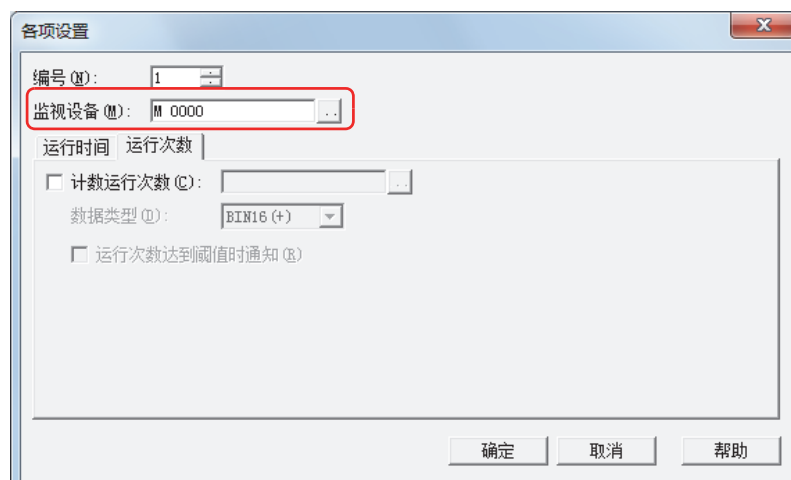 各项设置
编号(N): 1
监视设备(M): M 0000 ..
运行时间 运行次数
计数运行次数(C): ..
数据类型(D): BIN16(+)
运行次数达到阈值时通知(R)
确定 取消 帮助